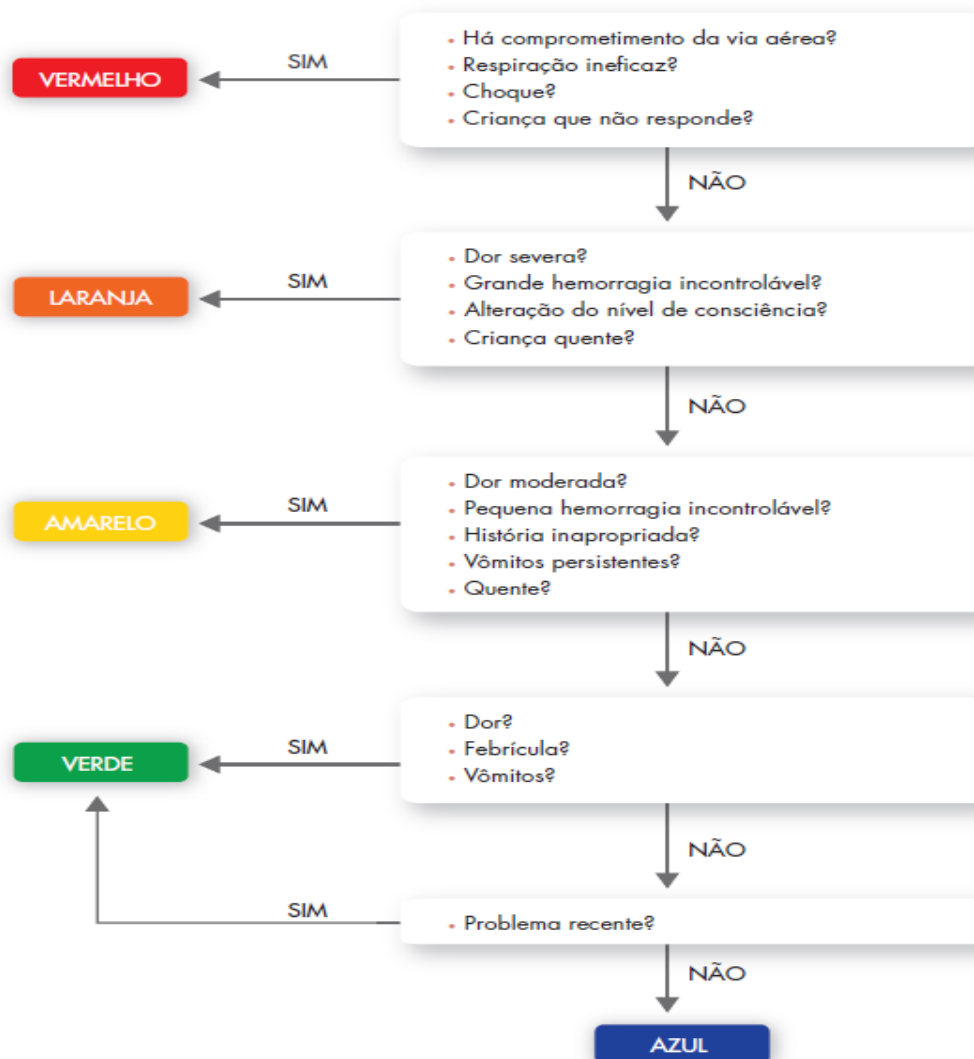 • Há comprometimento da via aérea?
• Respiração ineficaz?
• Choque?
• Criança que não responde?
SIM
VERMELHO
NÃO
• Dor severa?
• Grande hemorragia incontrolável?
• Alteração do nível de consciência?
• Criança quente?
SIM
LARANJA
NÃO
• Dor moderada?
• Pequena hemorragia incontrolável?
• História inapropriada?
• Vômitos persistentes?
• Quente?
SIM
AMARELO
NÃO
• Dor?
• Febrícula?
• Vômitos?
SIM
VERDE
NÃO
• Problema recente?
SIM
NÃO
AZUL